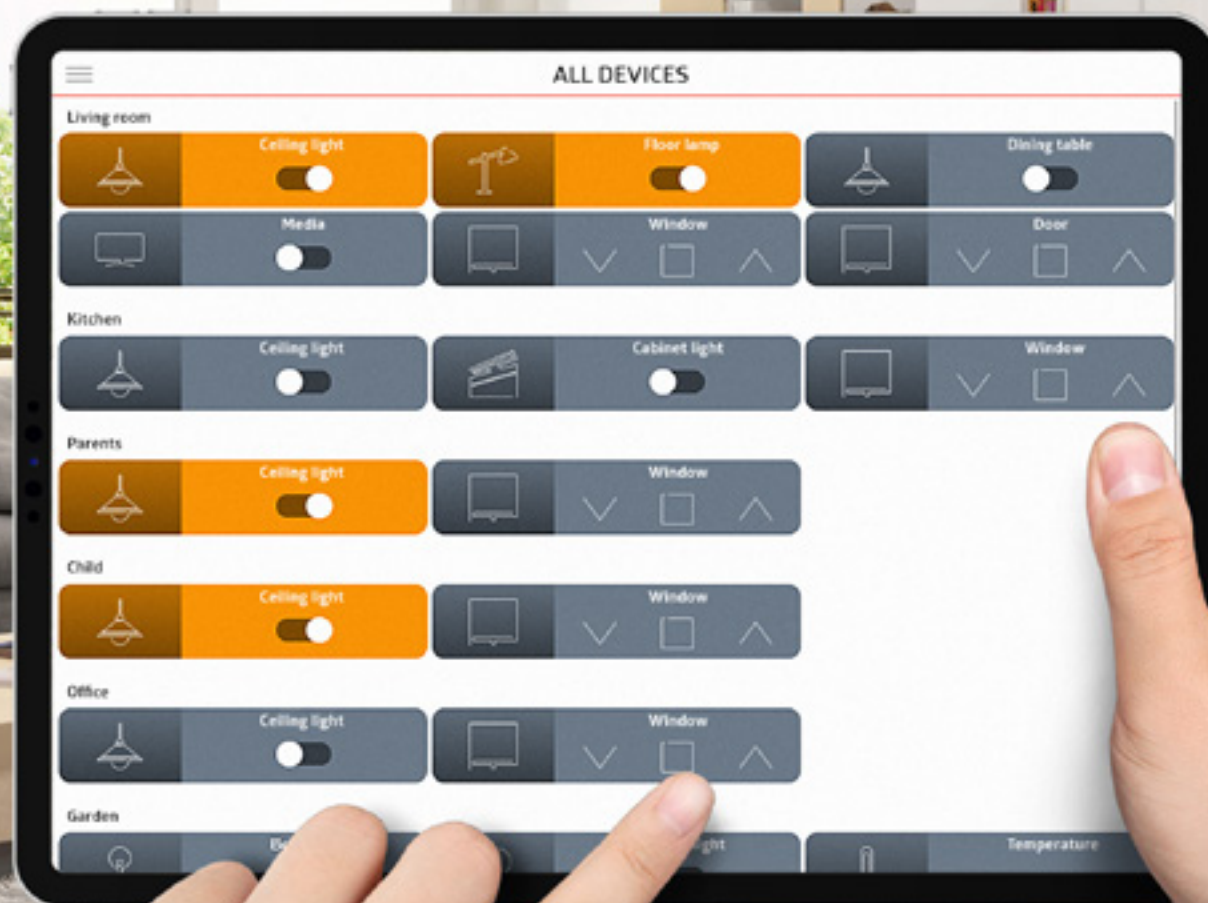 ALL DEVICES
Living room
Ceiling light
Floor lamp
Dining table
Media
Window
Door
Kitchen
Ceiling light
Cabinet light
Window
Parents
Ceiling light
Window
Child
Ceiling light
Window
Office
Ceiling light
Window
Garden
Temperature